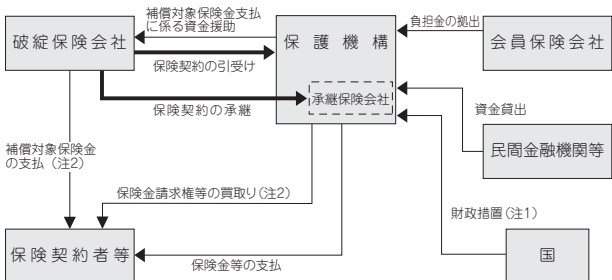 補償対象保険金支払
に係る資金援助
破綻保険会社
保護機構
負担金の拠出
会員保険会社
保険契約の引受け
承継保険会社
保険契約の承継
資金貸出
民間金融機関等
補償対象保険金
の支払（注2）
保険金請求権等の買取り（注2）
財政措置（注1）
保険契約者等
保険金等の支払
国